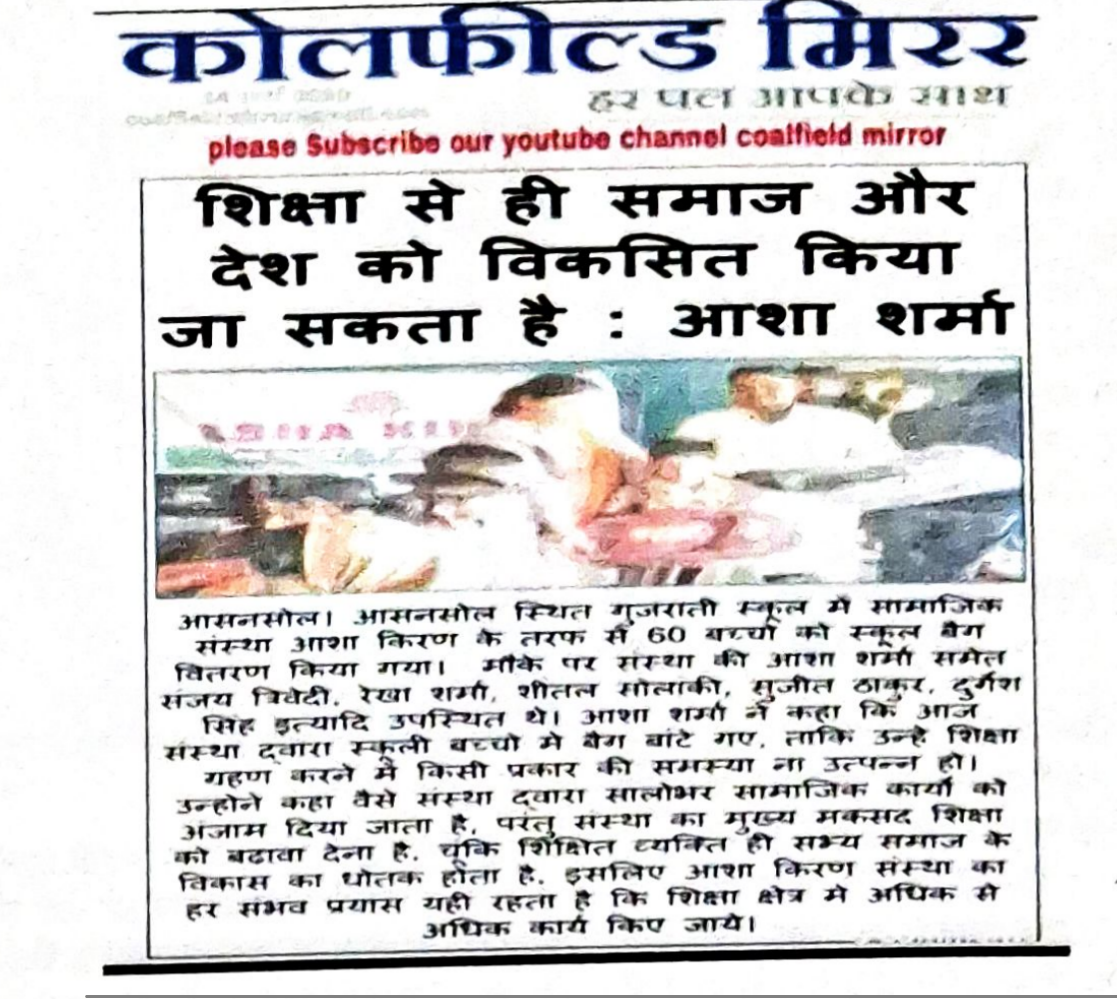 कोलफील्ड मिरर
हर पल आपके साथ
please Subscribe our youtube channel coalfield mirror
शिक्षा से ही समाज और
देश को विकसित किया
जा सकता है : आशा शर्मा
ASHA KIR
आसनसोल। आसनसोल स्थित गुजराती स्कूल में सामाजिक
संस्था आशा किरण के तरफ से 60 बच्चों को स्कूल बैग
वितरण किया गया। मौके पर संस्था की आशा शर्मा समेत
संजय त्रिवेदी, रेखा शर्मा, शीतल सोलांकी, सुजीत ठाकुर, दुर्गेश
सिंह इत्यादि उपस्थित थे। आशा शर्मा ने कहा कि आज
संस्था द्वारा स्कूली बच्चो मे बैग बांटे गए, ताकि उन्हे शिक्षा
गहण करने में किसी प्रकार की समस्या ना उत्पन्न हो।
उन्होने कहा वैसे संस्था द्वारा सालोभर सामाजिक कार्यो को
अंजाम दिया जाता है, परंतु संस्था का मुख्य मकसद शिक्षा
को बढावा देना है, चूंकि शिक्षित व्यक्ति ही सभ्य समाज के
विकास का धोतक होता है, इसलिए आशा किरण संस्था का
हर संभव प्रयास यही रहता है कि शिक्षा क्षेत्र मे अधिक से
अधिक कार्य किए जाये।